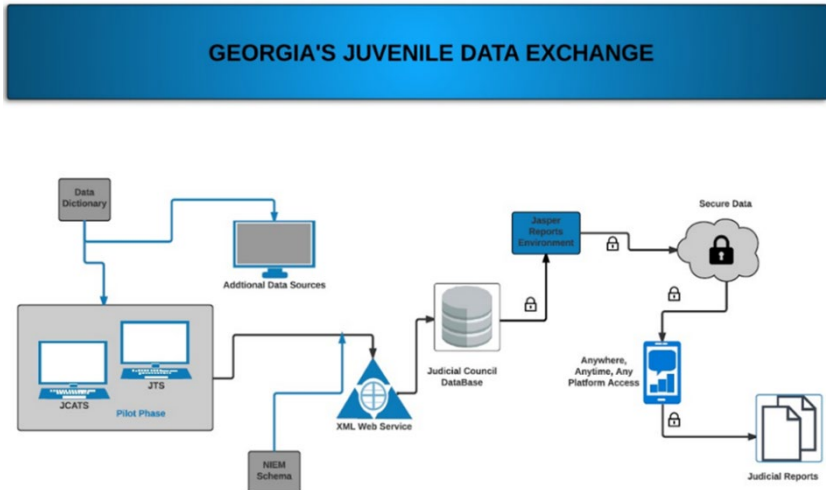 GEORGIA'S JUVENILE DATA EXCHANGE
Data
Dictionary
Addtional Data Sources
JCATS
JTS
Pilot Phase
NIEM
Schema
XML Web Service
Judicial Council
DataBase
Jasper
Reports
Environment
Secure Data
Anywhere,
Anytime, Any
Platform Access
Judicial Reports